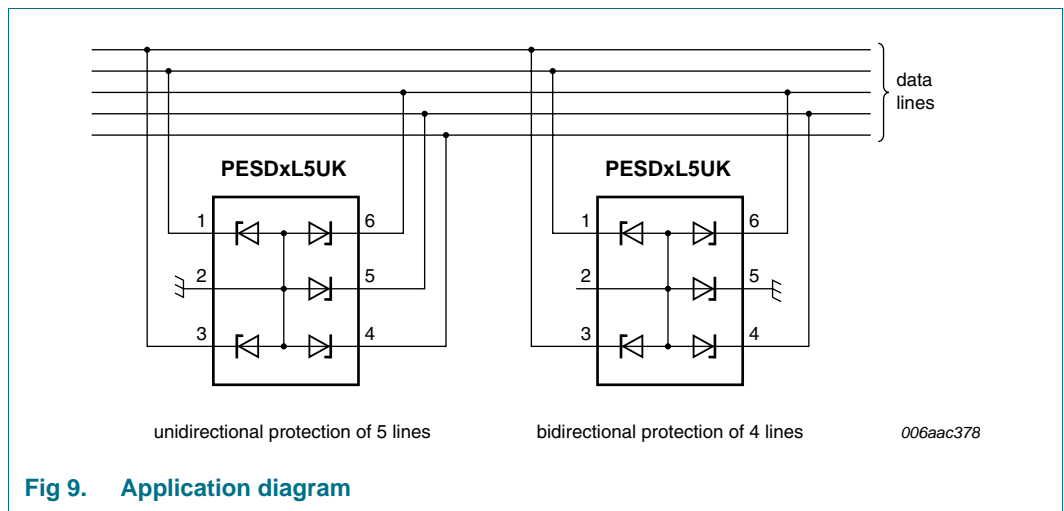 data
lines
PESDxL5UK
PESDxL5UK
1
6
2
5
3
4
1
6
2
5
3
4
unidirectional protection of 5 lines
bidirectional protection of 4 lines
006aac378
Fig 9. Application diagram